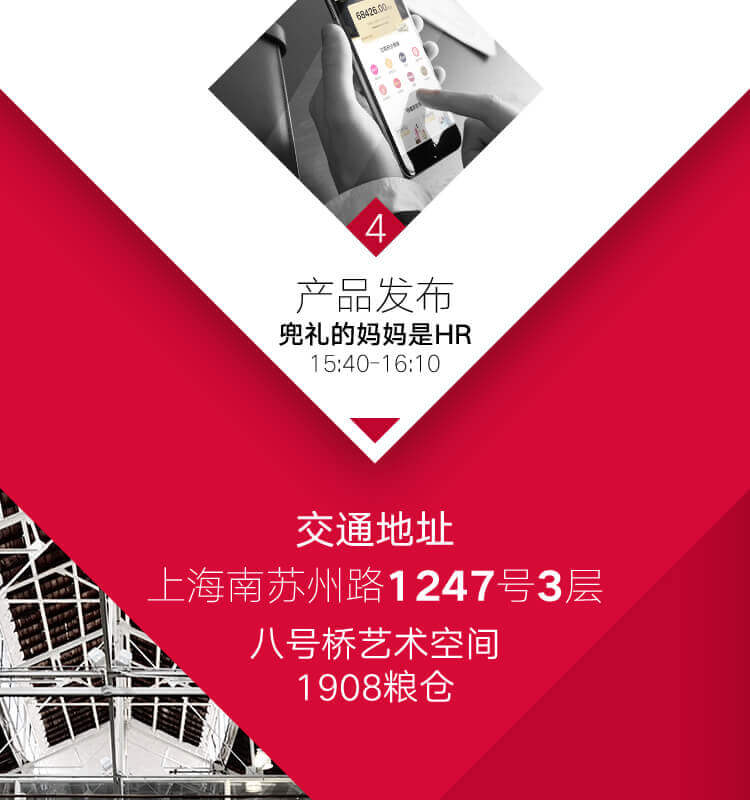 68426.00
4
产品发布
兜礼的妈妈是HR
15:40-16:10
交通地址
上海南苏州路1247号3层
八号桥艺术空间
1908粮仓